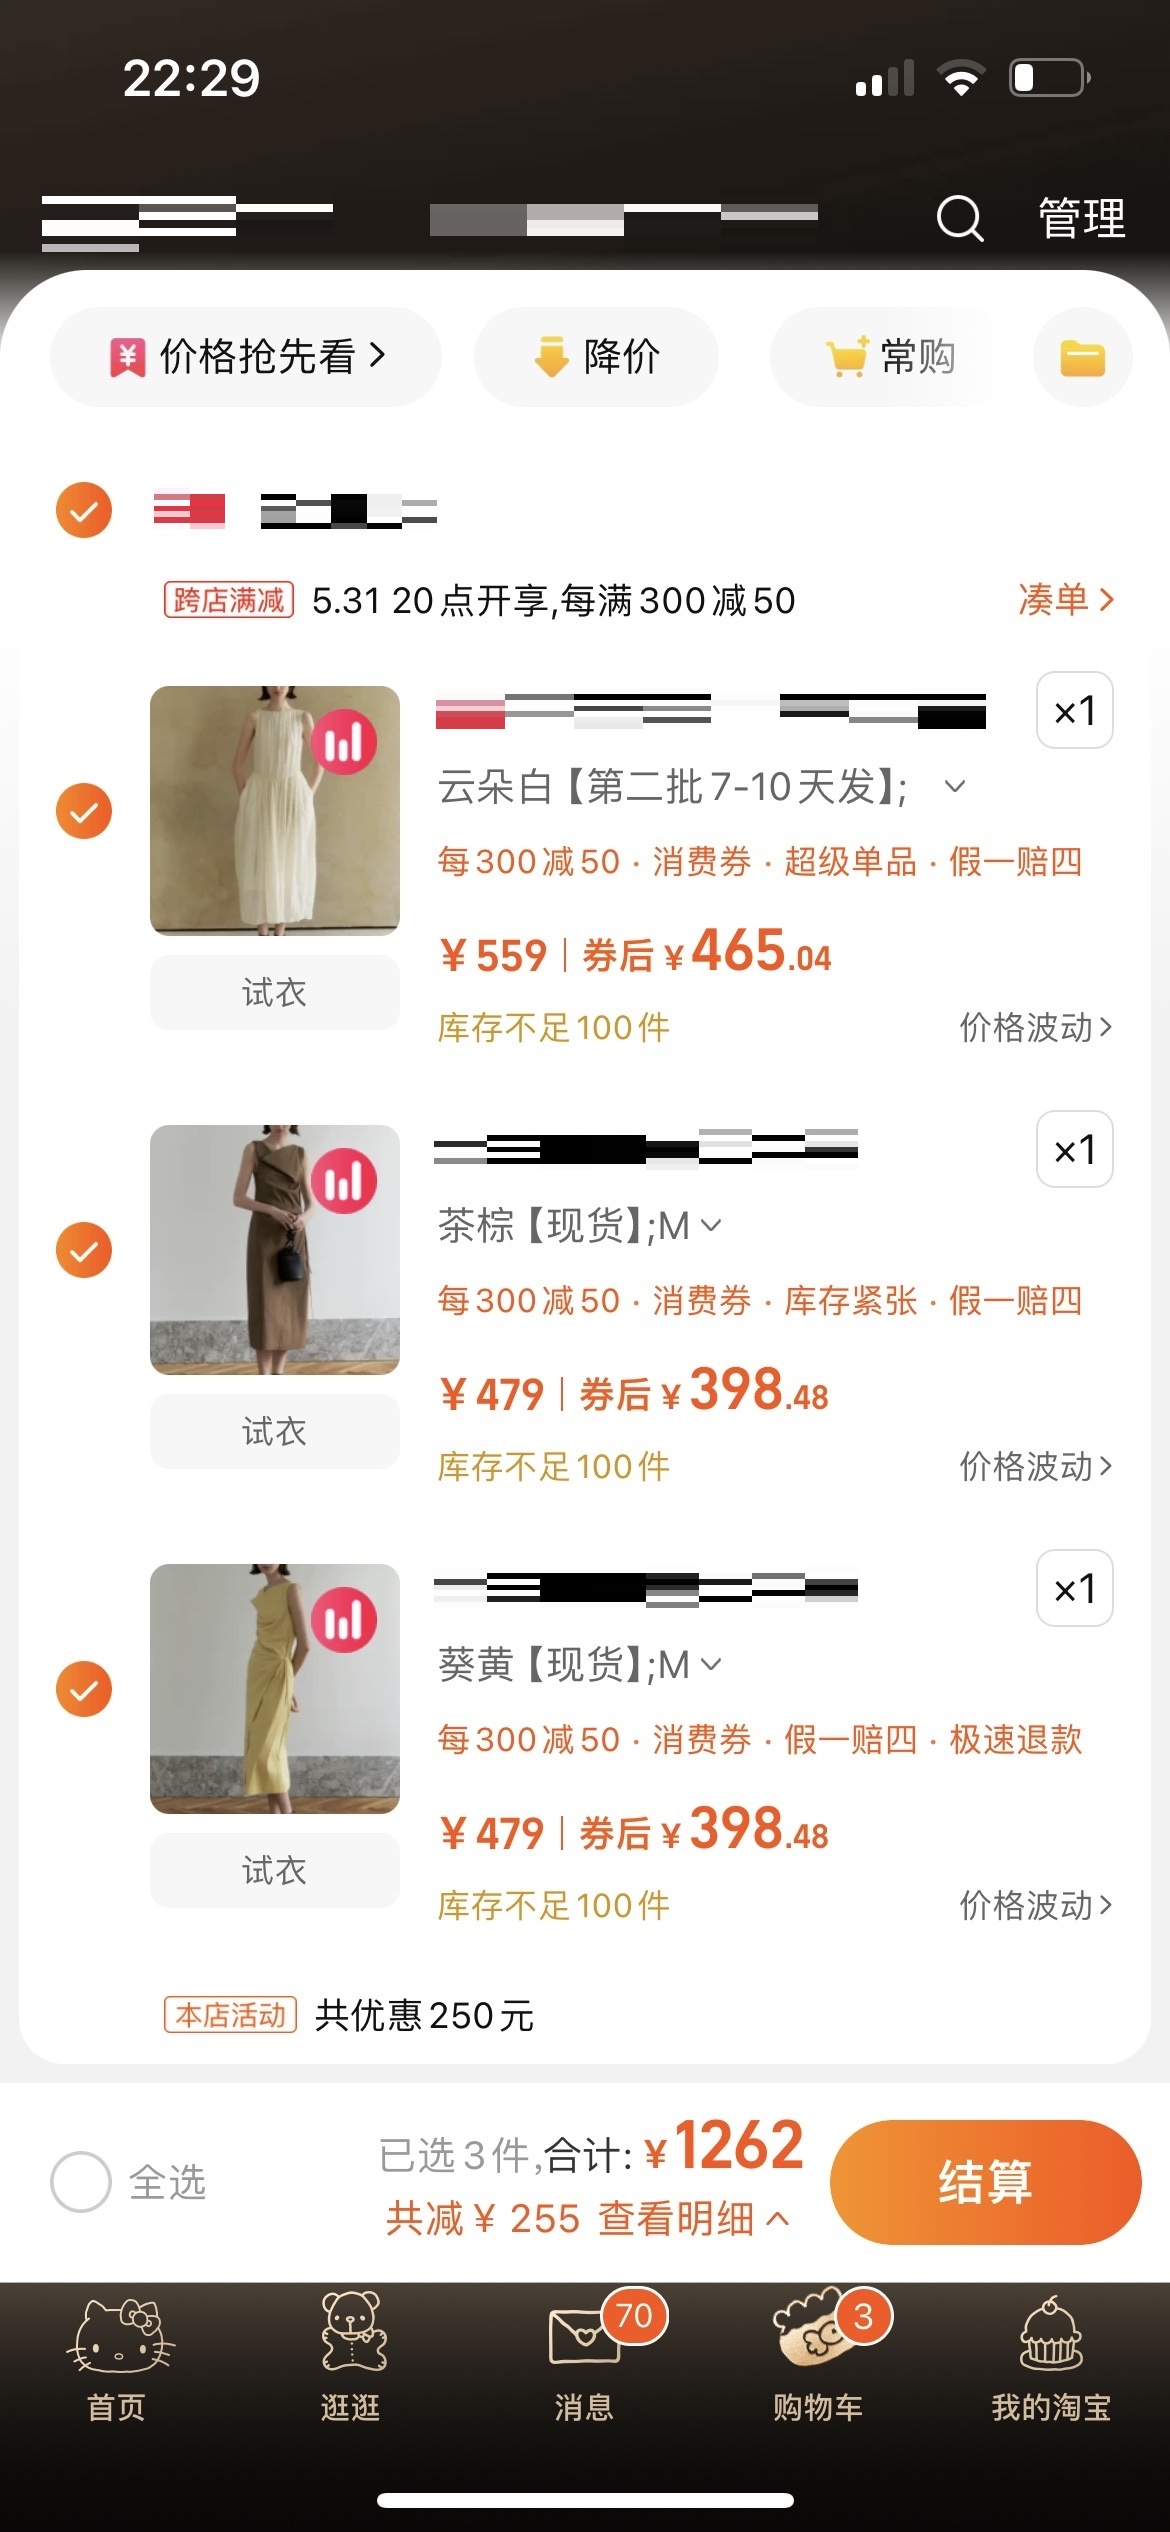 22:29
管理
价格抢先看 >
降价
常购
跨店满减 5.31 20点开享,每满300减50 凑单 >
×1
云朵白【第二批7-10天发】;
每300减50 · 消费券 · 超级单品 · 假一赔四
¥559 | 券后 ¥465.04
试衣
库存不足100件 价格波动 >
×1
茶棕【现货】;M
每300减50 · 消费券 · 库存紧张 · 假一赔四
¥479 | 券后 ¥398.48
试衣
库存不足100件 价格波动 >
×1
葵黄【现货】;M
每300减50 · 消费券 · 假一赔四 · 极速退款
¥479 | 券后 ¥398.48
试衣
库存不足100件 价格波动 >
本店活动 共优惠250元
全选
已选3件,合计: ¥1262
共减¥ 255 查看明细
结算
70
3
首页
逛逛
消息
购物车
我的淘宝